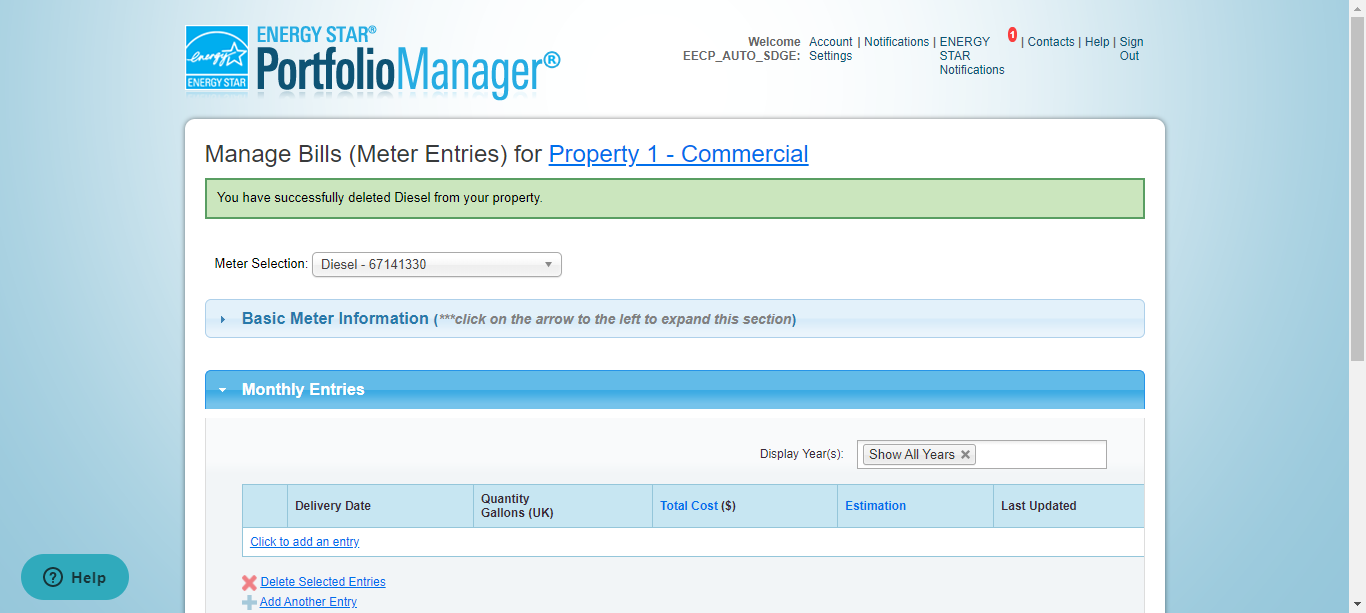 ENERGY STAR®
PortfolioManager®
energy
ENERGY STAR
Welcome
EECP_AUTO_SDGE:
Account
Settings
| Notifications |
ENERGY
STAR
Notifications
1
| Contacts | Help |
Sign
Out
Manage Bills (Meter Entries) for Property 1 - Commercial
You have successfully deleted Diesel from your property.
Meter Selection: Diesel - 67141330
Basic Meter Information (***click on the arrow to the left to expand this section)
Monthly Entries
Display Year(s): Show All Years
Delivery Date
Quantity
Gallons (UK)
Total Cost ($)
Estimation
Last Updated
Click to add an entry
Delete Selected Entries
Add Another Entry
? Help